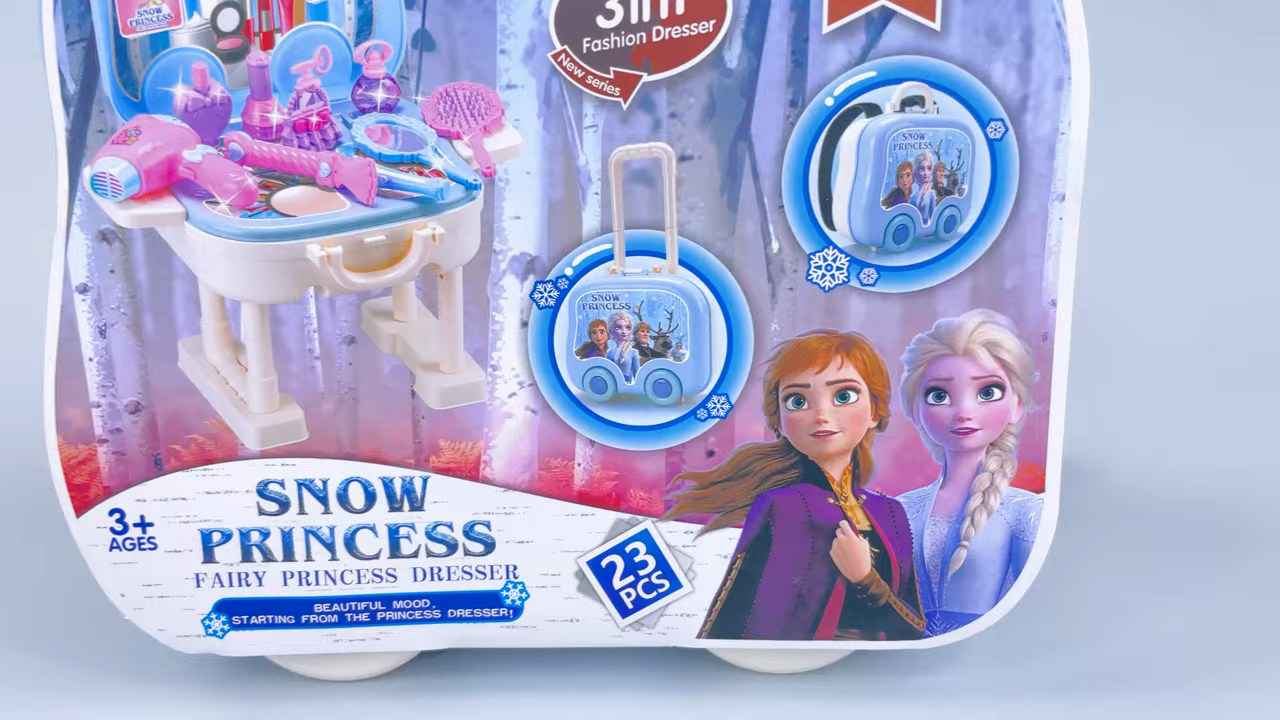 SNOW
PRINCESS
3in1
Fashion Dresser
New series
SNOW
PRINCESS
SNOW
PRINCESS
3+
AGES
SNOW
PRINCESS
FAIRY PRINCESS DRESSER
BEAUTIFUL MOOD,
STARTING FROM THE PRINCESS DRESSER!
23
PCS